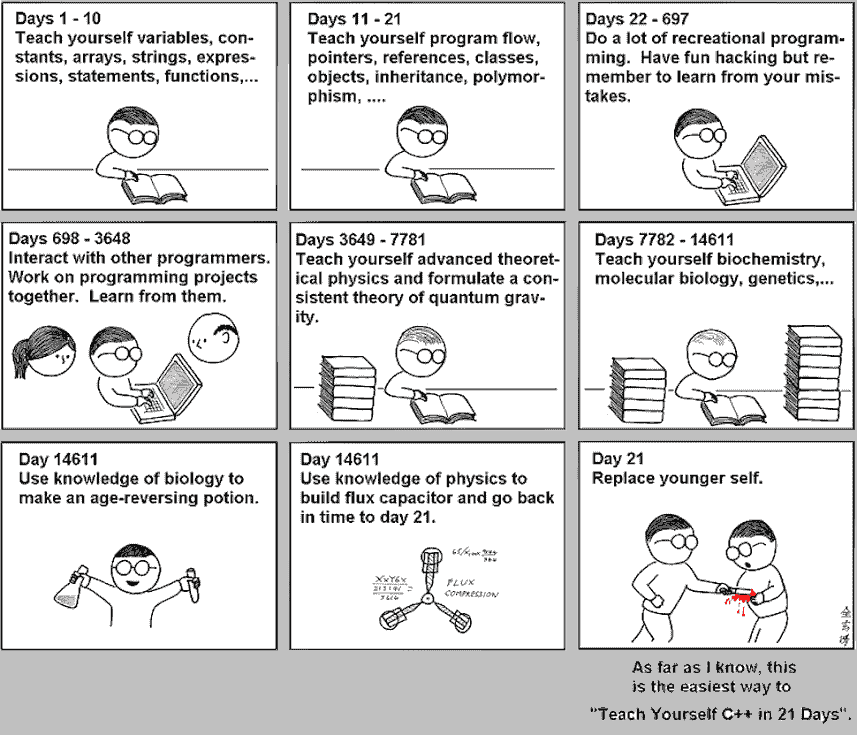 Days 1 - 10
Teach yourself variables, con-
stants, arrays, strings, expres-
sions, statements, functions,...
Days 11 - 21
Teach yourself program flow,
pointers, references, classes,
objects, inheritance, polymor-
phism, ....
Days 22 - 697
Do a lot of recreational program-
ming. Have fun hacking but re-
member to learn from your mis-
takes.
Days 698 - 3648
Interact with other programmers.
Work on programming projects
together. Learn from them.
Days 3649 - 7781
Teach yourself advanced theoret-
ical physics and formulate a con-
sistent theory of quantum grav-
ity.
Days 7782 - 14611
Teach yourself biochemistry,
molecular biology, genetics,...
Day 14611
Use knowledge of biology to
make an age-reversing potion.
Day 14611
Use knowledge of physics to
build flux capacitor and go back
in time to day 21.
FLUX
COMPRESSION
Day 21
Replace younger self.
As far as I know, this
is the easiest way to
"Teach Yourself C++ in 21 Days".